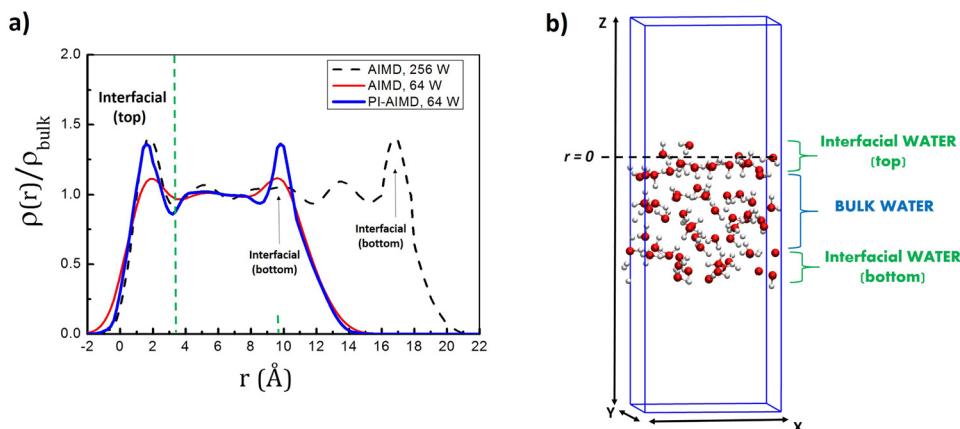 a)
2.0
1.5
1.0
0.5
0.0
ρ(r)/ρbulk
-2 0 2 4 6 8 10 12 14 16 18 20 22
r (Å)
AIMD, 256 W
AIMD, 64 W
PI-AIMD, 64 W
Interfacial
(top)
Interfacial
(bottom)
Interfacial
(bottom)
b)
Z
r = 0
Interfacial WATER
(top)
BULK WATER
Interfacial WATER
(bottom)
Y
X